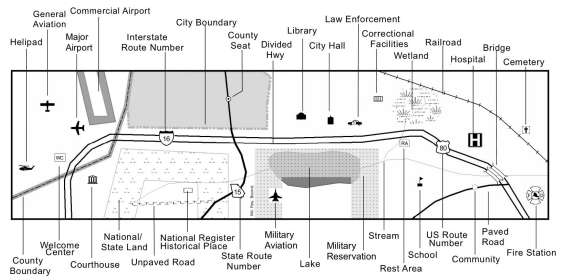 General
Aviation
Commercial Airport
Helipad
Major
Airport
Interstate
Route Number
City Boundary
County
Seat
Divided
Hwy
Library
City Hall
Law Enforcement
Correctional
Facilities
Wetland
Railroad
Hospital
Bridge
Cemetery
WC
16
15
RA
80
H
County
Boundary
Welcome
Center
Courthouse
National/
State Land
Unpaved Road
National Register
Historical Place
State Route
Number
Military
Aviation
Lake
Military
Reservation
Stream
Rest Area
School
US Route
Number
Community
Paved
Road
Fire Station